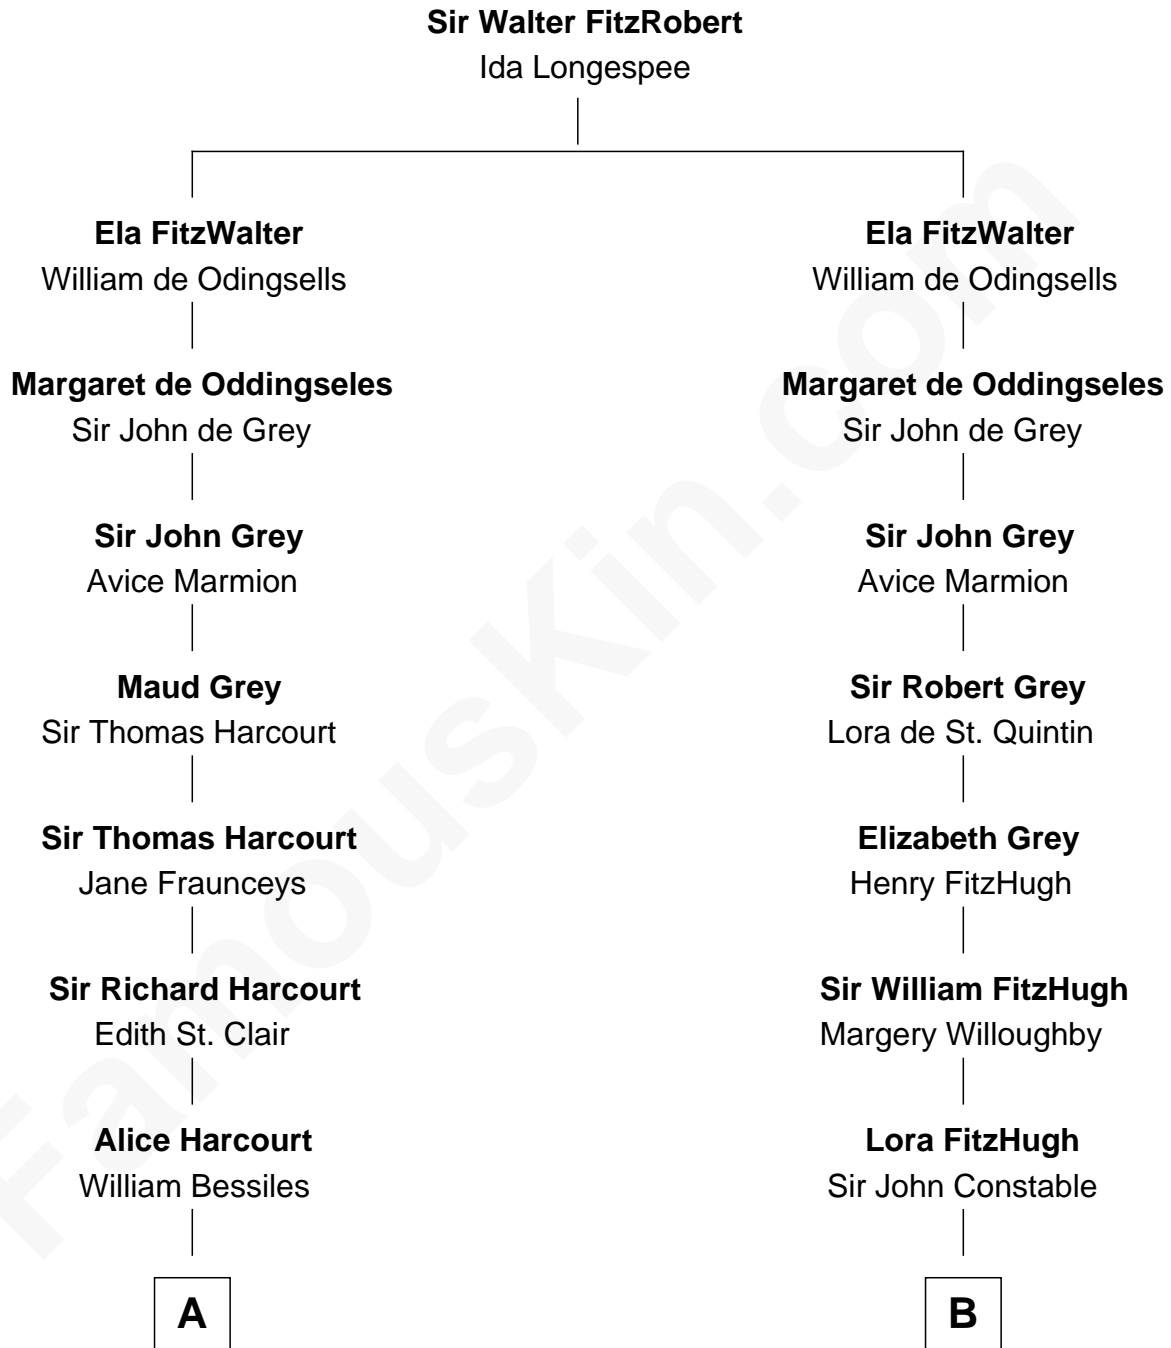 Sir Walter FitzRobert
Ida Longespee
Ela FitzWalter
William de Odingsells
Ela FitzWalter
William de Odingsells
Margaret de Oddingseles
Sir John de Grey
Margaret de Oddingseles
Sir John de Grey
Sir John Grey
Avice Marmion
Sir John Grey
Avice Marmion
Maud Grey
Sir Thomas Harcourt
Sir Robert Grey
Lora de St. Quintin
Sir Thomas Harcourt
Jane Fraunceys
Elizabeth Grey
Henry FitzHugh
Sir Richard Harcourt
Edith St. Clair
Sir William FitzHugh
Margery Willoughby
Alice Harcourt
William Bessiles
Lora FitzHugh
Sir John Constable
A
B
FamousKin.com